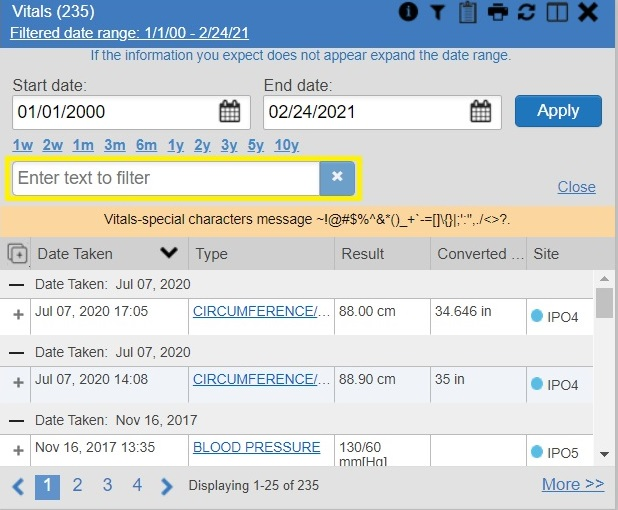 Vitals (235)
Filtered date range: 1/1/00 - 2/24/21
If the information you expect does not appear expand the date range.
Start date: End date:
01/01/2000 02/24/2021 Apply
1w 2w 1m 3m 6m 1y 2y 3y 5y 10y
Enter text to filter
Close
Vitals-special characters message ~!@#$%^&*()_+`-=[]\{}|;':",./<>?.
Date Taken Type Result Converted ... Site
Date Taken: Jul 07, 2020
Jul 07, 2020 17:05 CIRCUMFERENCE/... 88.00 cm 34.646 in IPO4
Date Taken: Jul 07, 2020
Jul 07, 2020 14:08 CIRCUMFERENCE/... 88.90 cm 35 in IPO4
Date Taken: Nov 16, 2017
Nov 16, 2017 13:35 BLOOD PRESSURE 130/60 IPO5
mm[Hg]
1 2 3 4 Displaying 1-25 of 235 More >>